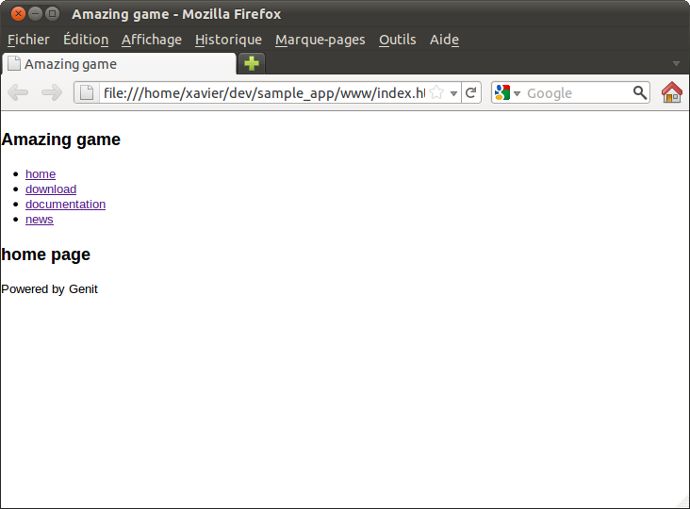 Amazing game - Mozilla Firefox
Fichier Édition Affichage Historique Marque-pages Outils Aide
Amazing game
file:///home/xavier/dev/sample_app/www/index.ht Google
Amazing game
home
download
documentation
news
home page
Powered by Genit